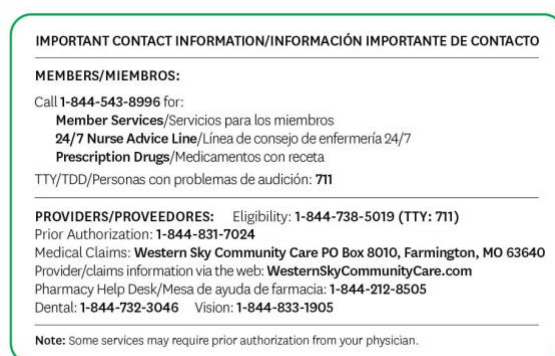 IMPORTANT CONTACT INFORMATION/INFORMACIÓN IMPORTANTE DE CONTACTO
MEMBERS/MIEMBROS:
Call 1-844-543-8996 for:
Member Services/Servicios para los miembros
24/7 Nurse Advice Line/Línea de consejo de enfermería 24/7
Prescription Drugs/Medicamentos con receta
TTY/TDD/Personas con problemas de audición: 711
PROVIDERS/PROVEEDORES: Eligibility: 1-844-738-5019 (TTY: 711)
Prior Authorization: 1-844-831-7024
Medical Claims: Western Sky Community Care PO Box 8010, Farmington, MO 63640
Provider/claims information via the web: WesternSkyCommunityCare.com
Pharmacy Help Desk/Mesa de ayuda de farmacia: 1-844-212-8505
Dental: 1-844-732-3046 Vision: 1-844-833-1905
Note: Some services may require prior authorization from your physician.